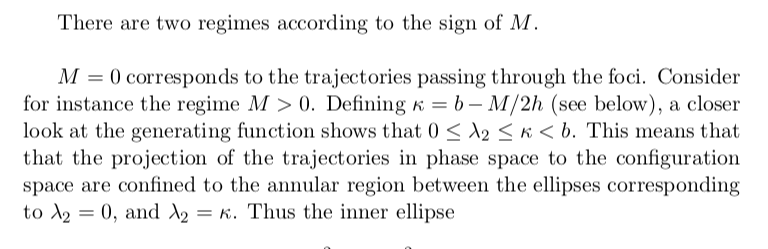 There are two regimes according to the sign of M.
M = 0 corresponds to the trajectories passing through the foci. Consider
for instance the regime M > 0. Defining κ = b − M/2h (see below), a closer
look at the generating function shows that 0 ≤ λ₂ ≤ κ < b. This means that
that the projection of the trajectories in phase space to the configuration
space are confined to the annular region between the ellipses corresponding
to λ₂ = 0, and λ₂ = κ. Thus the inner ellipse